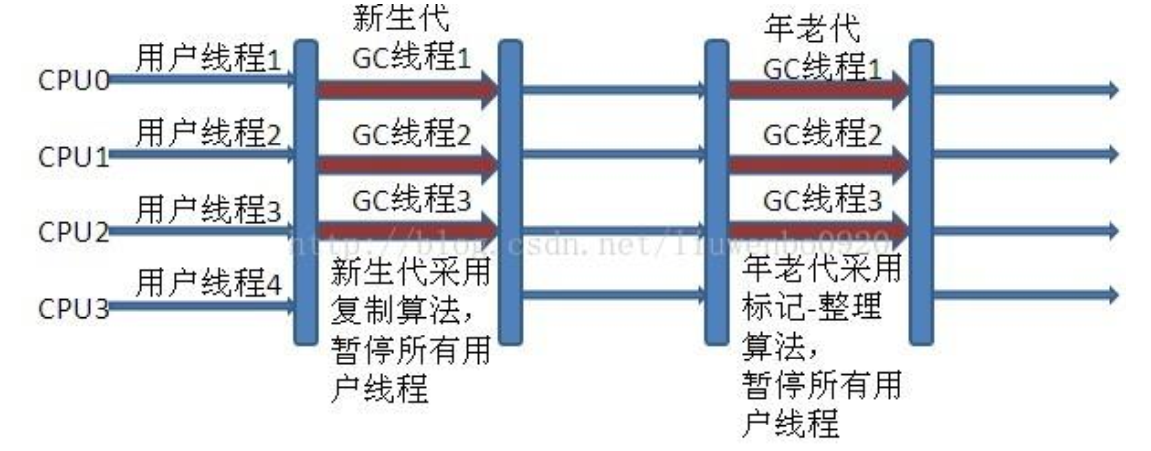 新生代
年老代
CPU0
用户线程1
GC线程1
GC线程1
CPU1
用户线程2
GC线程2
GC线程2
CPU2
用户线程3
GC线程3
GC线程3
http://blog.csdn.net/liuwenbo0920
CPU3
用户线程4
新生代采用
复制算法，
暂停所有用
户线程
年老代采用
标记-整理
算法，
暂停所有用
户线程